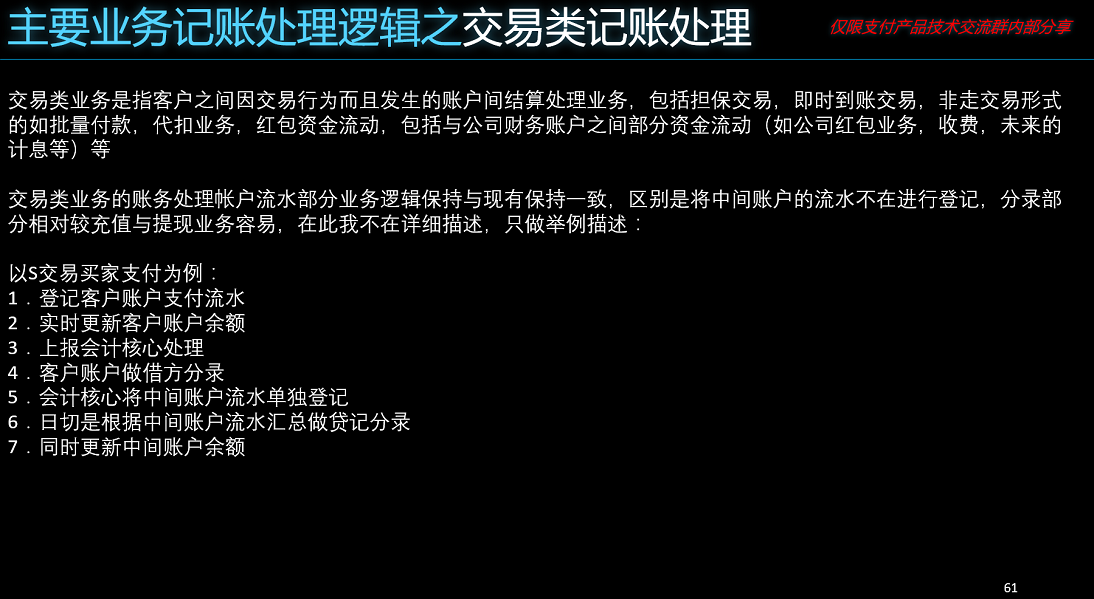 主要业务记账处理逻辑之交易类记账处理
仅限支付产品技术交流群内部分享
交易类业务是指客户之间因交易行为而且发生的账户间结算处理业务，包括担保交易，即时到账交易，非走交易形式
的如批量付款，代扣业务，红包资金流动，包括与公司财务账户之间部分资金流动（如公司红包业务，收费，未来的
计息等）等
交易类业务的账务处理帐户流水部分业务逻辑保持与现有保持一致，区别是将中间账户的流水不在进行登记，分录部
分相对较充值与提现业务容易，在此我不在详细描述，只做举例描述：
以S交易买家支付为例：
1．登记客户账户支付流水
2．实时更新客户账户余额
3．上报会计核心处理
4．客户账户做借方分录
5．会计核心将中间账户流水单独登记
6．日切是根据中间账户流水汇总做贷记分录
7．同时更新中间账户余额
61